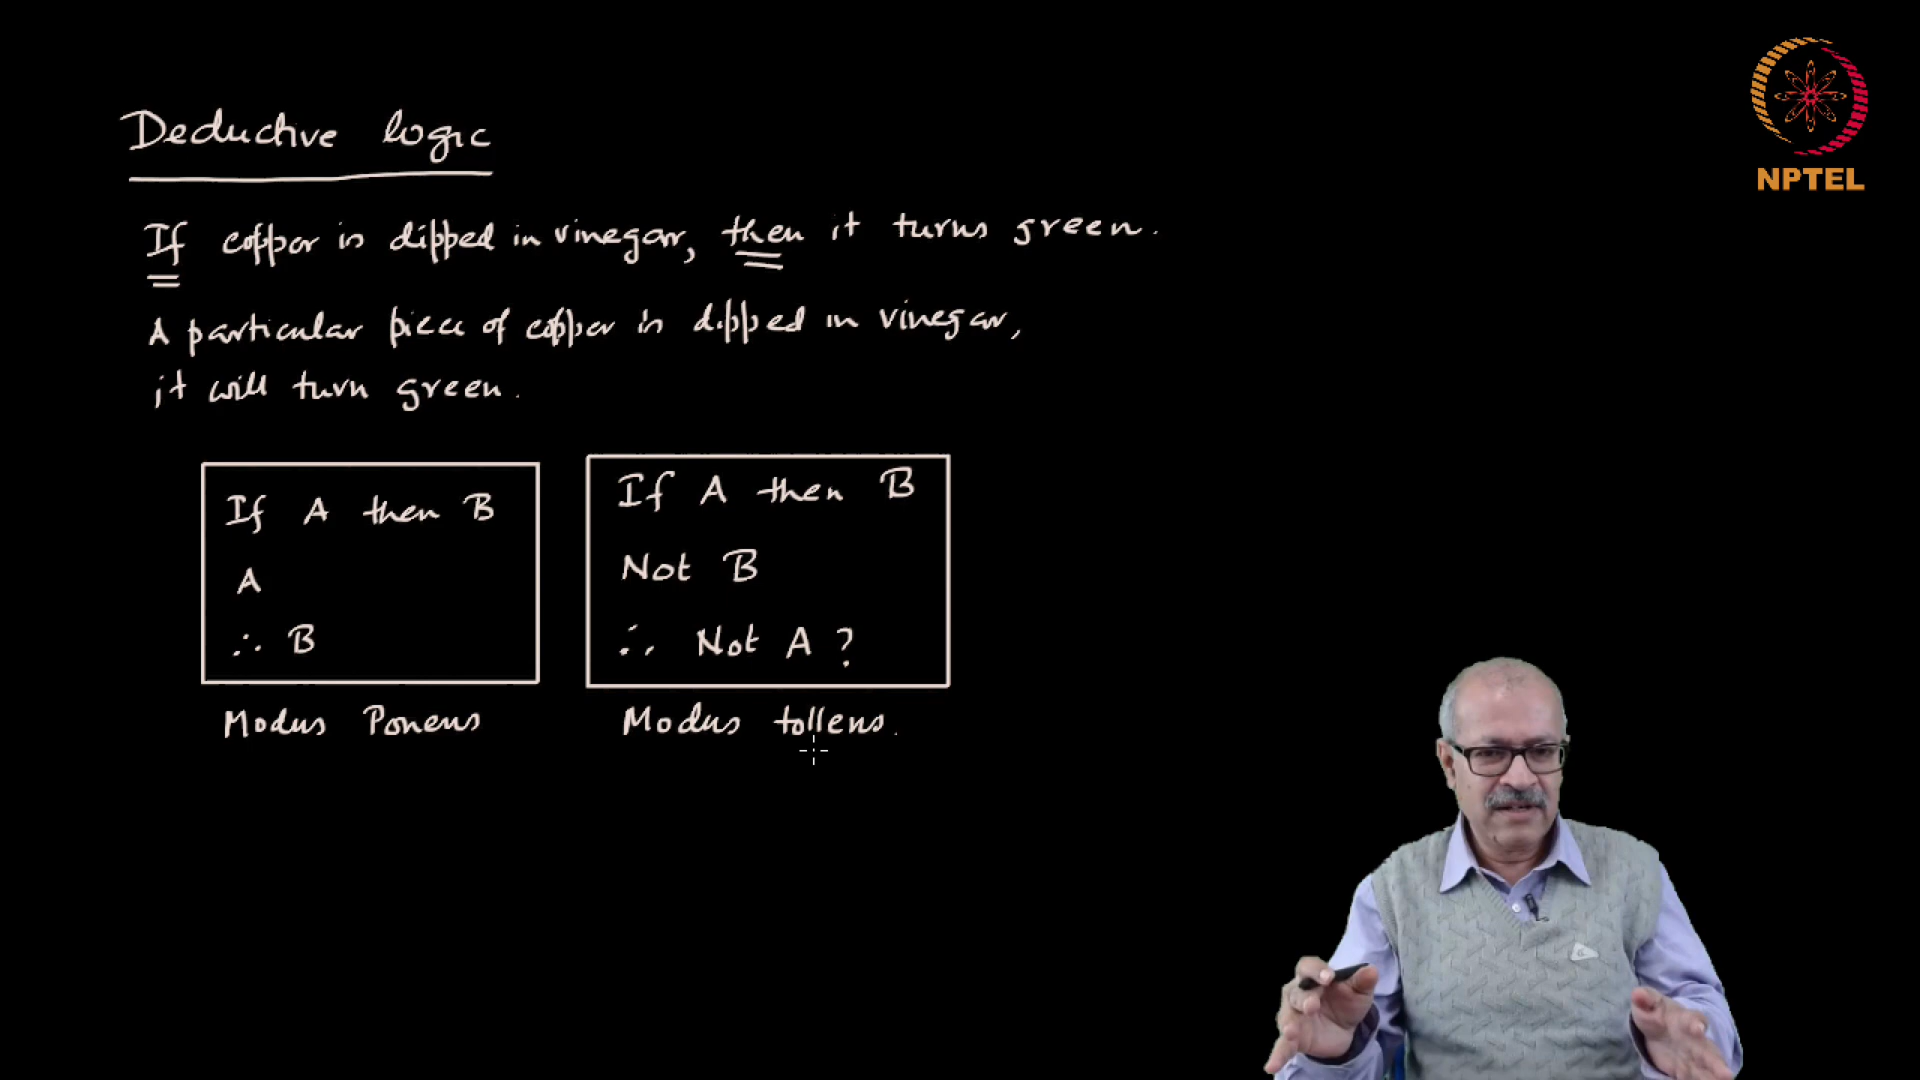 NPTEL
Deductive logic
If copper is dipped in vinegar, then it turns green.
A particular piece of copper is dipped in vinegar,
it will turn green.
If A then B
A
∴ B
Modus Ponens
If A then B
Not B
∴ Not A ?
Modus tollens.